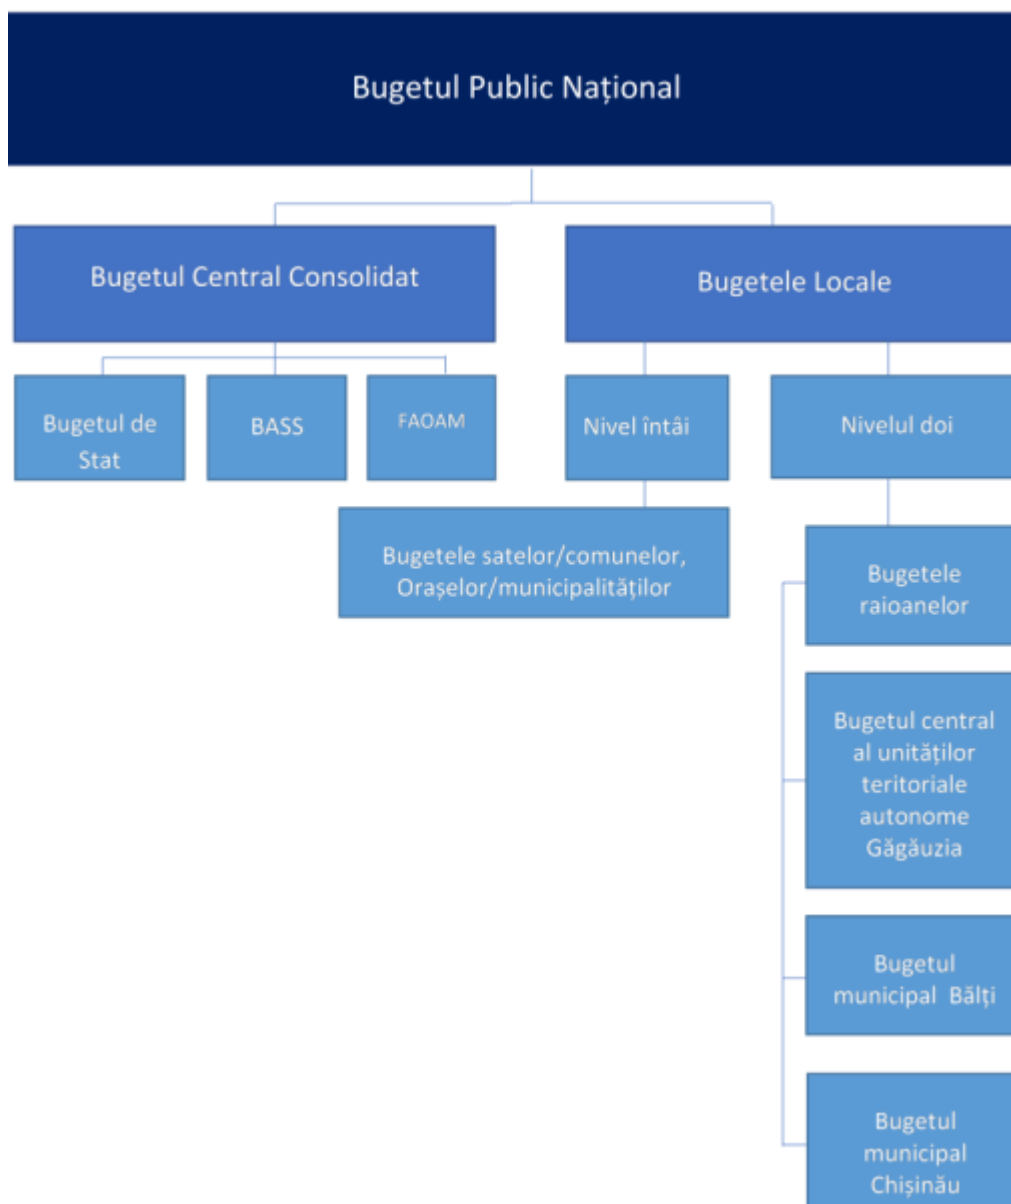 Bugetul Public Național
Bugetul Central Consolidat
Bugetele Locale
Bugetul de
Stat
BASS
FAOAM
Nivel întâi
Nivelul doi
Bugetele satelor/comunelor,
Orașelor/municipalităților
Bugetele
raioanelor
Bugetul central
al unităților
teritoriale
autonome
Găgăuzia
Bugetul
municipal Bălți
Bugetul
municipal
Chișinău